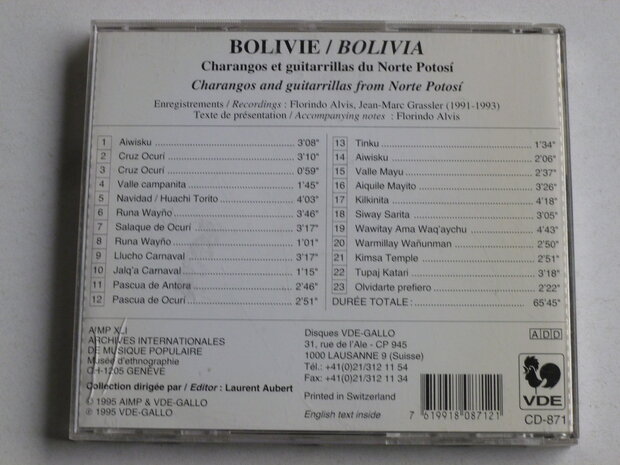 BOLIVIE / BOLIVIA
Charangos et guitarrillas du Norte Potosí
Charangos and guitarrillas from Norte Potosí
Enregistrements / Recordings : Florindo Alvis, Jean-Marc Grassler (1991-1993)
Texte de présentation / Accompanying notes : Florindo Alvis
1 Aiwisku 3'08"
2 Cruz Ocurí 3'10"
3 Cruz Ocurí 0'59"
4 Valle campanita 1'45"
5 Navidad / Huachi Torito 4'03"
6 Runa Wayño 3'46"
7 Salaque de Ocurí 3'17"
8 Runa Wayño 1'01"
9 Llucho Carnaval 3'17"
10 Jalq'a Carnaval 1'15"
11 Pascua de Antora 2'46"
12 Pascua de Ocurí 2'51"
13 Tinku 1'34"
14 Aiwisku 2'06"
15 Valle Mayu 2'37"
16 Aiquile Mayito 3'26"
17 Kilkinita 4'18"
18 Siway Sarita 3'05"
19 Wawitay Ama Waq'aychu 4'43"
20 Warmillay Wañunman 2'50"
21 Kimsa Temple 2'51"
22 Tupaj Katari 3'18"
23 Olvidarte prefiero 2'22"
DURÉE TOTALE: 65'45"
AIMP XLI
ARCHIVES INTERNATIONALES
DE MUSIQUE POPULAIRE
Musée d'ethnographie
CH-1205 GENÈVE
Collection dirigée par / Editor : Laurent Aubert
© 1995 AIMP & VDE-GALLO
℗ 1995 VDE-GALLO
Disques VDE-GALLO
31, rue de l'Ale - CP 945
1000 LAUSANNE 9 (Suisse)
Tél.: +41(0)21/312 11 54
Fax: +41(0)21/312 11 34
Printed in Switzerland
English text inside
7 619918 087121
ADD
VDE
CD-871